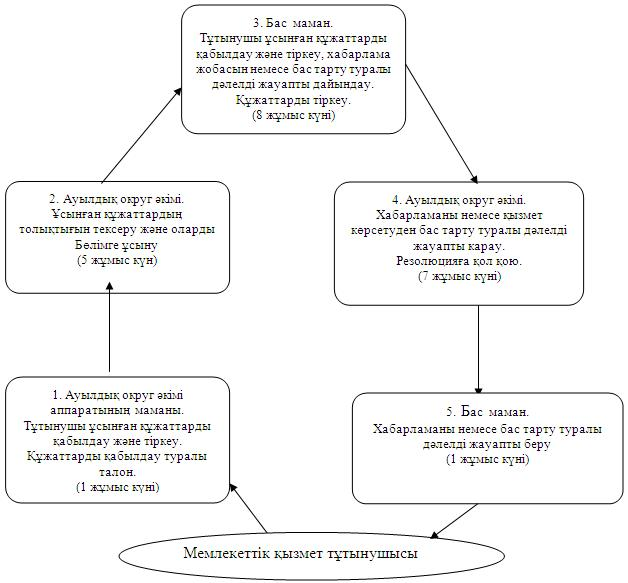 3. Бас маман.
Тұтынушы ұсынған құжаттарды
қабылдау және тіркеу, хабарлама
жобасын немесе бас тарту туралы
дәлелді жауапты дайындау.
Құжаттарды тіркеу.
(8 жұмыс күні)
2. Ауылдық округ әкімі.
Ұсынған құжаттардың
толықтығын тексеру және оларды
Бөлімге ұсыну
(5 жұмыс күн)
4. Ауылдық округ әкімі.
Хабарламаны немесе қызмет
көрсетуден бас тарту туралы дәлелді
жауапты карау.
Резолюцияға қол қою.
(7 жұмыс күні)
1. Ауылдық округ әкімі
аппаратының маманы.
Тұтынушы ұсынған құжаттарды
қабылдау және тіркеу.
Құжаттарды қабылдау туралы
талон.
(1 жұмыс күні)
5. Бас маман.
Хабарламаны немесе бас тарту туралы
дәлелді жауапты беру
(1 жұмыс күні)
Мемлекеттік қызмет тұтынушысы